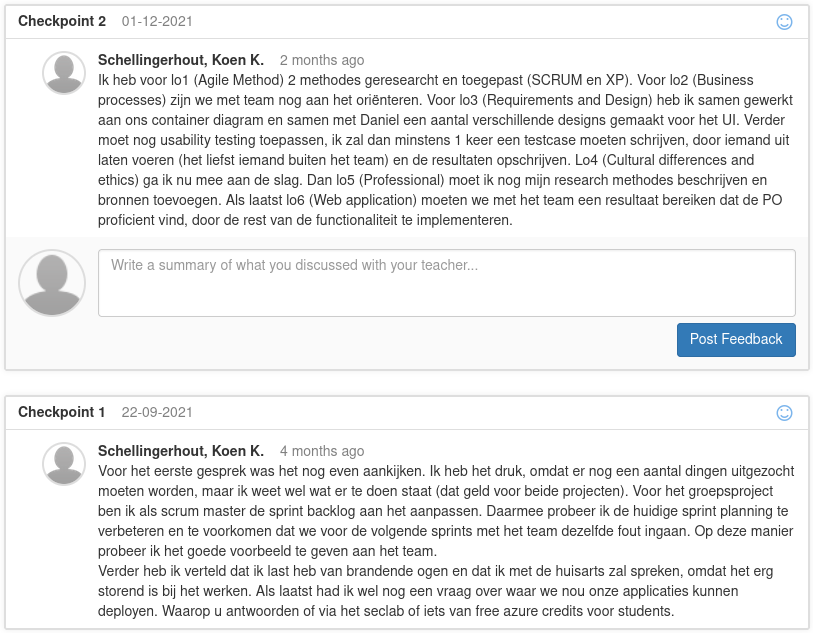 Checkpoint 2 01-12-2021
Schellingerhout, Koen K. 2 months ago
Ik heb voor lo1 (Agile Method) 2 methodes geresearcht en toegepast (SCRUM en XP). Voor lo2 (Business
processes) zijn we met team nog aan het oriënteren. Voor lo3 (Requirements and Design) heb ik samen gewerkt
aan ons container diagram en samen met Daniel een aantal verschillende designs gemaakt voor het UI. Verder
moet nog usability testing toepassen, ik zal dan minstens 1 keer een testcase moeten schrijven, door iemand uit
laten voeren (het liefst iemand buiten het team) en de resultaten opschrijven. Lo4 (Cultural differences and
ethics) ga ik nu mee aan de slag. Dan lo5 (Professional) moet ik nog mijn research methodes beschrijven en
bronnen toevoegen. Als laatst lo6 (Web application) moeten we met het team een resultaat bereiken dat de PO
proficient vind, door de rest van de functionaliteit te implementeren.
Write a summary of what you discussed with your teacher...
Post Feedback
Checkpoint 1 22-09-2021
Schellingerhout, Koen K. 4 months ago
Voor het eerste gesprek was het nog even aankijken. Ik heb het druk, omdat er nog een aantal dingen uitgezocht
moeten worden, maar ik weet wel wat er te doen staat (dat geld voor beide projecten). Voor het groepsproject
ben ik als scrum master de sprint backlog aan het aanpassen. Daarmee probeer ik de huidige sprint planning te
verbeteren en te voorkomen dat we voor de volgende sprints met het team dezelfde fout ingaan. Op deze manier
probeer ik het goede voorbeeld te geven aan het team.
Verder heb ik verteld dat ik last heb van brandende ogen en dat ik met de huisarts zal spreken, omdat het erg
storend is bij het werken. Als laatst had ik wel nog een vraag over waar we nou onze applicaties kunnen
deployen. Waarop u antwoorden of via het seclab of iets van free azure credits voor students.